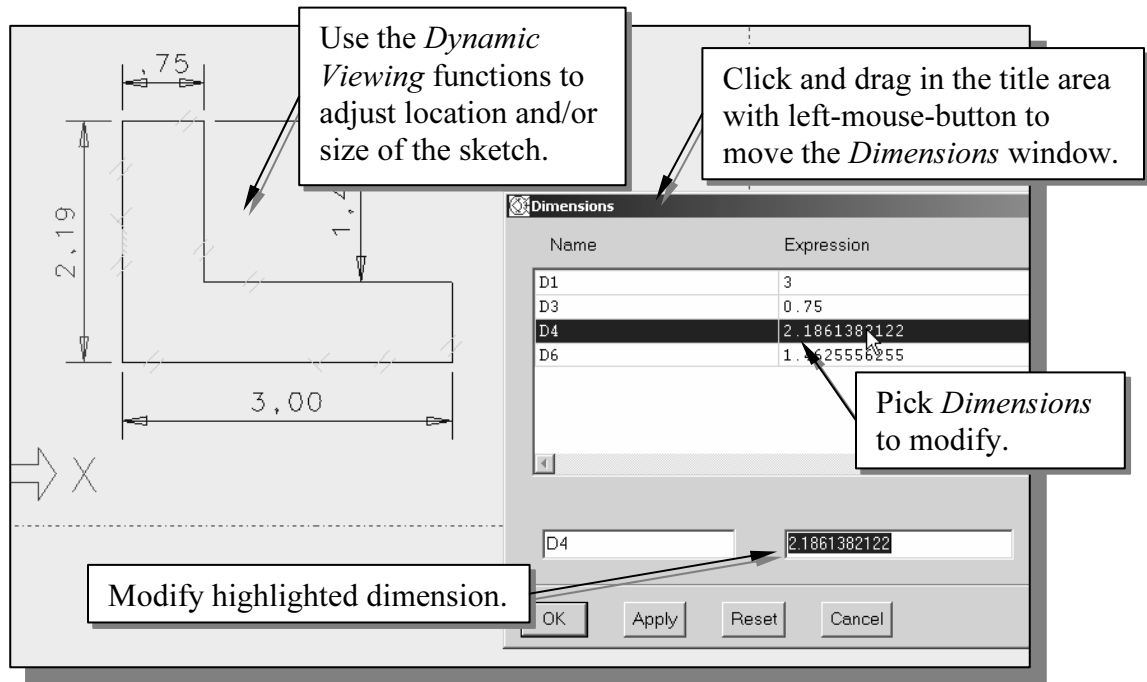 Use the Dynamic
Viewing functions to
adjust location and/or
size of the sketch.
Click and drag in the title area
with left-mouse-button to
move the Dimensions window.
.75
2.19
3.00
X
Dimensions
Name Expression
D1 3
D3 0.75
D4 2.1861382122
D6 1.4625556255
Pick Dimensions
to modify.
D4 2.1861382122
Modify highlighted dimension.
OK Apply Reset Cancel